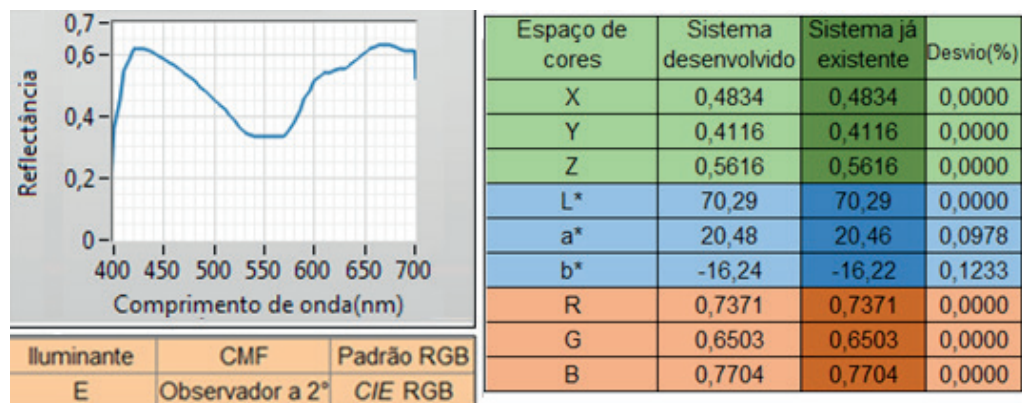 0,7
0,6
0,4
0,2
0
Reflectância
400 450 500 550 600 650 700
Comprimento de onda(nm)
Iluminante CMF Padrão RGB
E Observador a 2° CIE RGB
Espaço de cores Sistema desenvolvido Sistema já existente Desvio(%)
X 0,4834 0,4834 0,0000
Y 0,4116 0,4116 0,0000
Z 0,5616 0,5616 0,0000
L* 70,29 70,29 0,0000
a* 20,48 20,46 0,0978
b* -16,24 -16,22 0,1233
R 0,7371 0,7371 0,0000
G 0,6503 0,6503 0,0000
B 0,7704 0,7704 0,0000